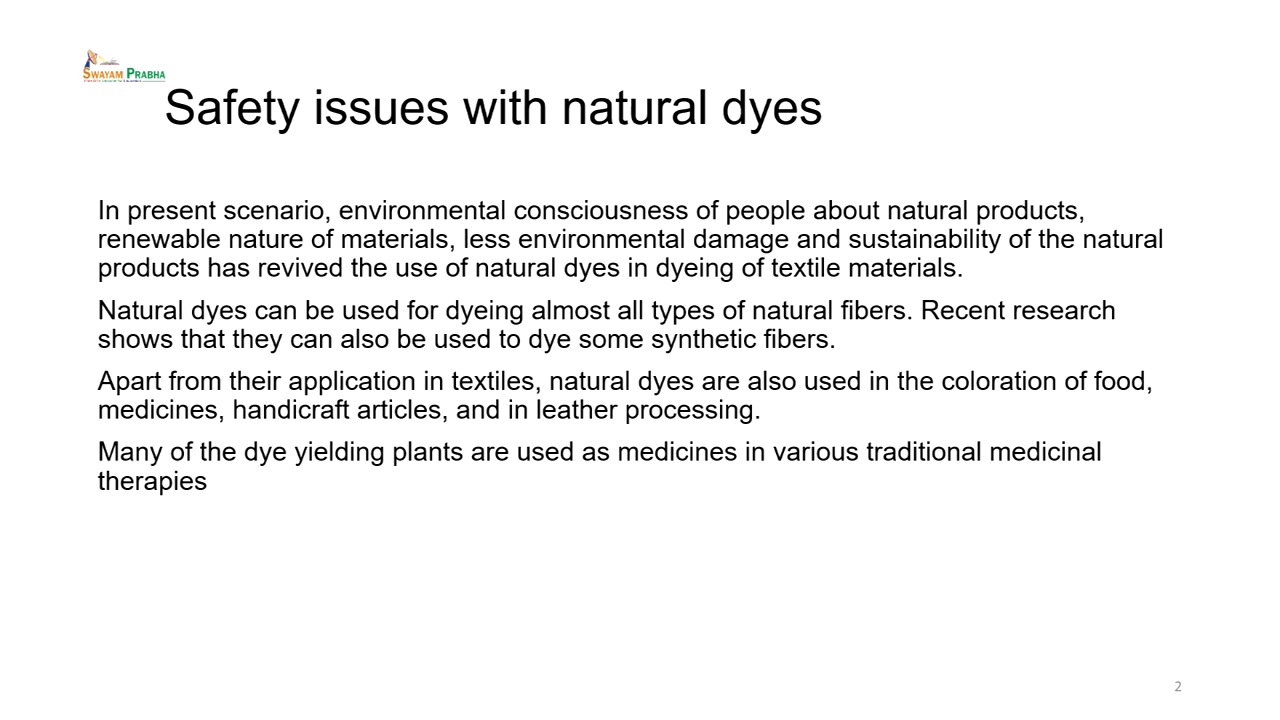 SWAYAM PRABHA
Safety issues with natural dyes
In present scenario, environmental consciousness of people about natural products,
renewable nature of materials, less environmental damage and sustainability of the natural
products has revived the use of natural dyes in dyeing of textile materials.
Natural dyes can be used for dyeing almost all types of natural fibers. Recent research
shows that they can also be used to dye some synthetic fibers.
Apart from their application in textiles, natural dyes are also used in the coloration of food,
medicines, handicraft articles, and in leather processing.
Many of the dye yielding plants are used as medicines in various traditional medicinal
therapies
2